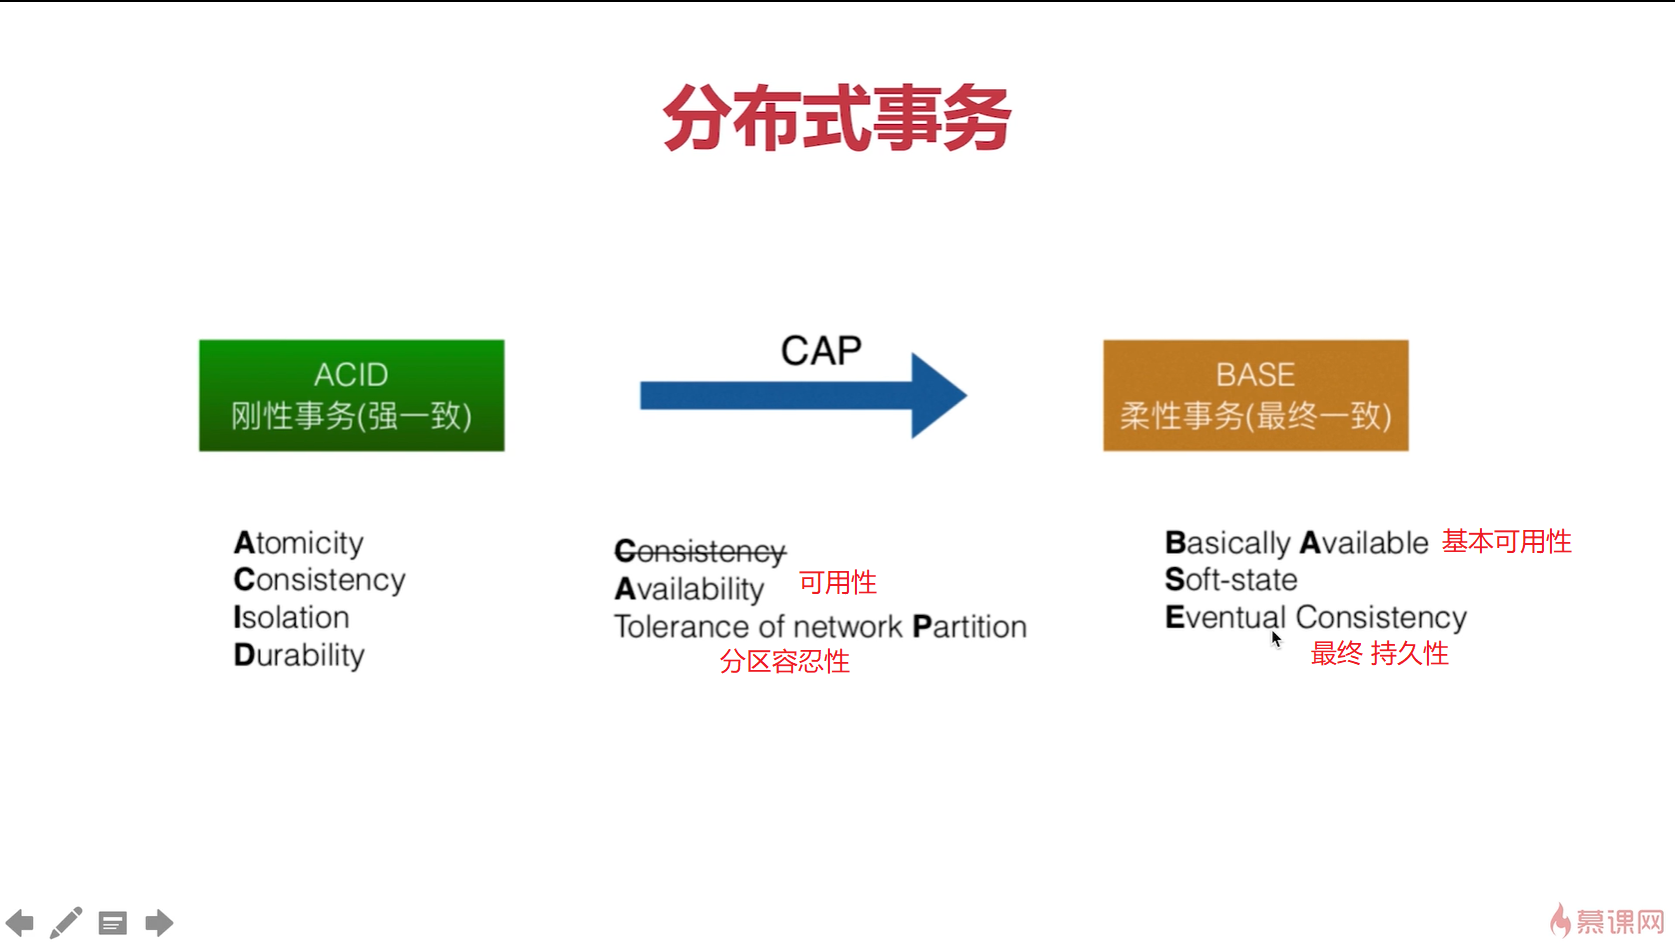 分布式事务
ACID
刚性事务(强一致)
CAP
BASE
柔性事务(最终一致)
Atomicity
Consistency
Isolation
Durability
Consistency
Availability 可用性
Tolerance of network Partition
分区容忍性
Basically Available 基本可用性
Soft-state
Eventual Consistency
最终 持久性
慕课网